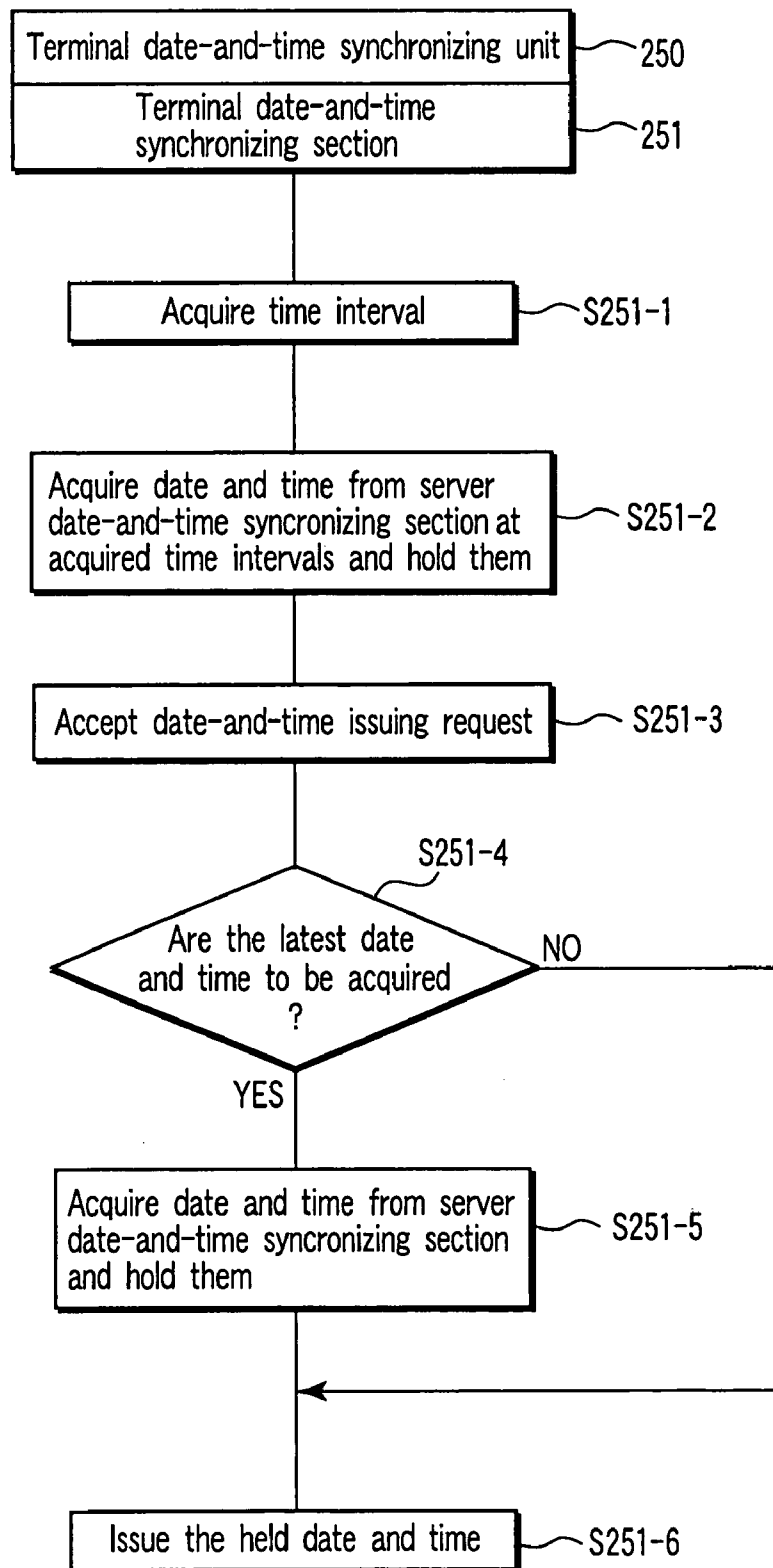 Terminal date-and-time synchronizing unit
250
Terminal date-and-time
synchronizing section
251
Acquire time interval
S251-1
Acquire date and time from server
date-and-time syncronizing section at
acquired time intervals and hold them
S251-2
Accept date-and-time issuing request
S251-3
S251-4
Are the latest date
and time to be acquired
?
NO
YES
Acquire date and time from server
date-and-time syncronizing section
and hold them
S251-5
Issue the held date and time
S251-6